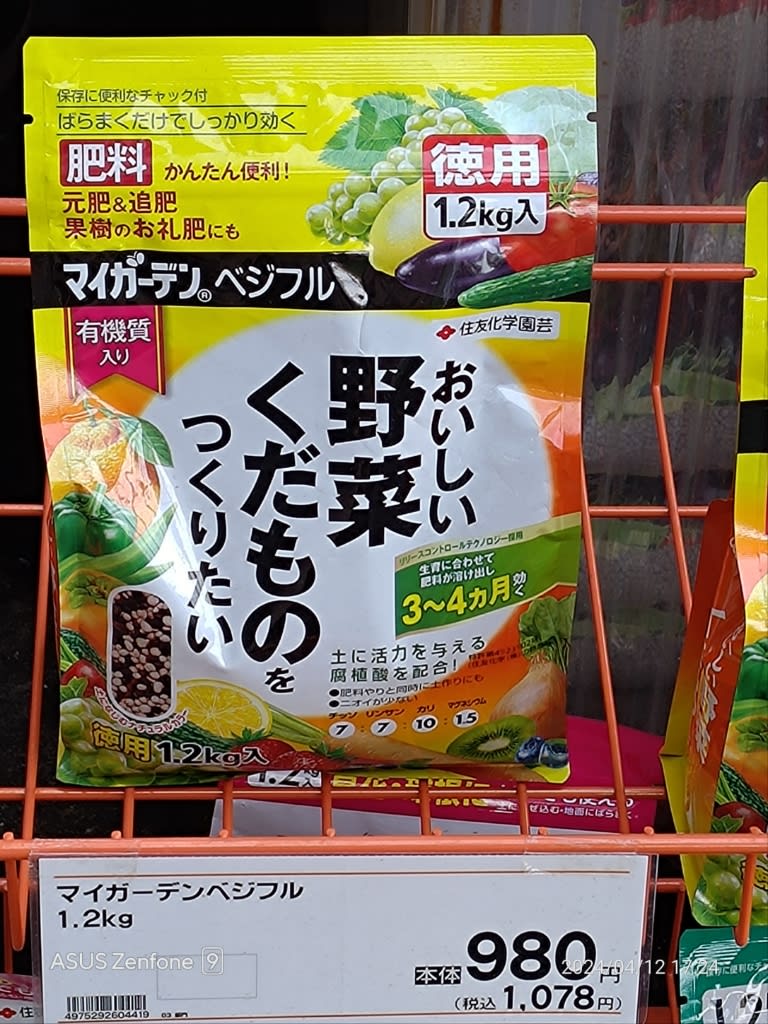 保存に便利なチャック付
ばらまくだけでしっかり効く
肥料 かんたん便利!
元肥&追肥
果樹のお礼肥にも
徳用
1.2kg入
マイガーデン® ベジフル
有機質
入り
住友化学園芸
おいしい
野菜
くだものを
つくりたい
リリースコントロールテクノロジー採用
生育に合わせて
肥料が溶け出し
3〜4カ月効く
土に活力を与える
腐植酸を配合!
●肥料やりと同時に土作りにも
●ニオイが少ない
チッソ リンサン カリ マグネシウム
7 : 7 : 10 : 1.5
徳用 1.2kg入
マイガーデンベジフル
1.2kg
本体 980円
(税込 1,078円)
4975292604419
ASUS Zenfone 9
2024/04/12 17:24